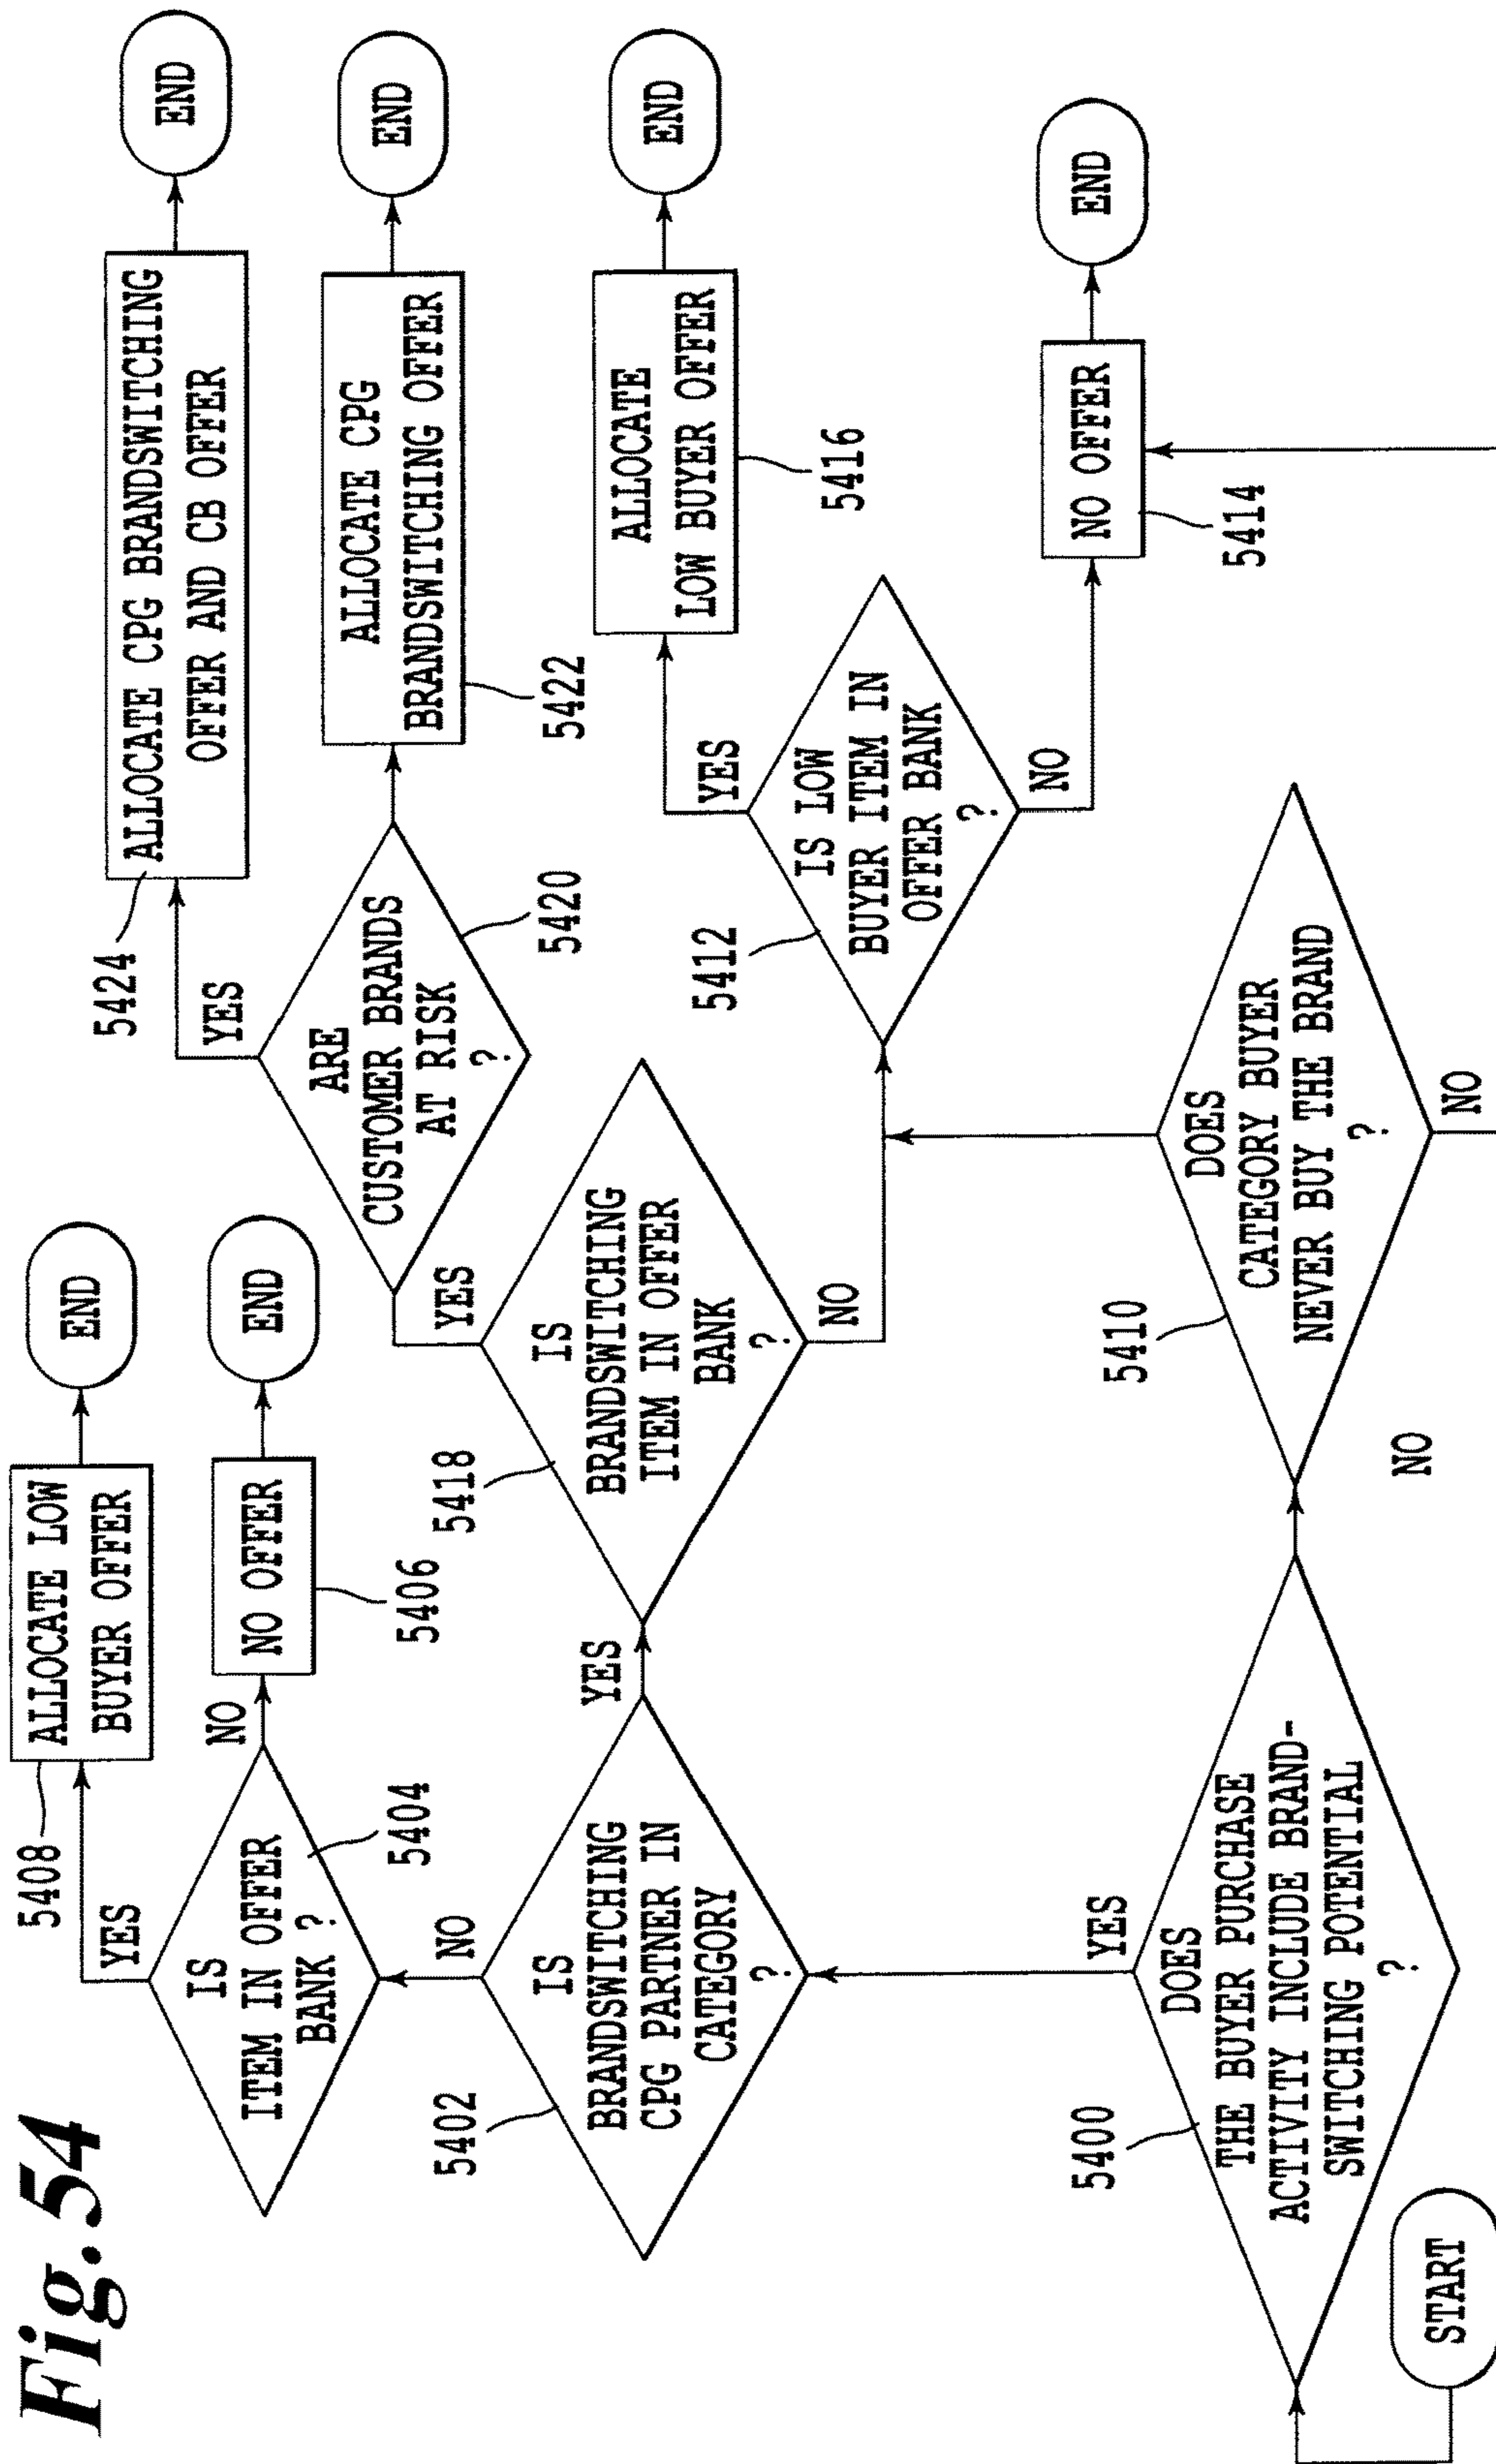 Fig.54
5408
ALLOCATE LOW
BUYER OFFER
END
YES
IS
ITEM IN OFFER
BANK ?
5404
NO
NO OFFER
5406
END
5424
ALLOCATE CPG BRANDSWITCHING
OFFER AND CB OFFER
END
YES
ARE
CUSTOMER BRANDS
AT RISK
?
5420
ALLOCATE CPG
BRANDSWITCHING OFFER
5422
END
NO
5402
IS
BRANDSWITCHING
CPG PARTNER IN
CATEGORY
?
YES
5418
IS
BRANDSWITCHING
ITEM IN OFFER
BANK
?
YES
NO
5412
IS LOW
BUYER ITEM IN
OFFER BANK
?
YES
ALLOCATE
LOW BUYER OFFER
5416
END
NO
NO OFFER
5414
END
YES
5400
DOES
THE BUYER PURCHASE
ACTIVITY INCLUDE BRAND-
SWITCHING POTENTIAL
?
NO
5410
DOES
CATEGORY BUYER
NEVER BUY THE BRAND
?
NO
START